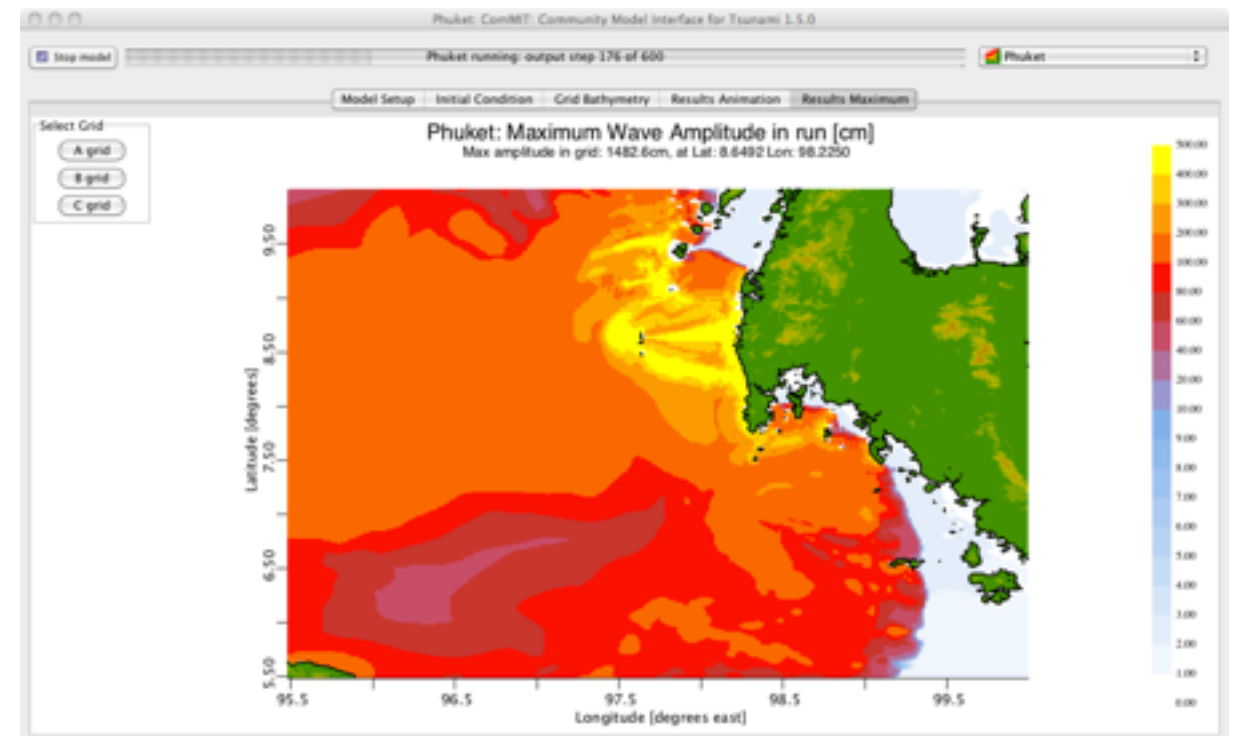 Phuket: ComMIT: Community Model Interface for Tsunami 1.5.0
Stop model
Phuket running: output step 176 of 600
Phuket
Model Setup
Initial Condition
Grid Bathymetry
Results Animation
Results Maximum
Select Grid
A grid
B grid
C grid
Phuket: Maximum Wave Amplitude in run [cm]
Max amplitude in grid: 1482.6cm, at Lat: 8.6492 Lon: 98.2250
500.00
400.00
300.00
200.00
100.00
80.00
60.00
40.00
20.00
10.00
9.00
8.00
7.00
6.00
5.00
4.00
3.00
2.00
1.00
0.00
Latitude [degrees]
9.50
8.50
7.50
6.50
5.50
95.5
96.5
97.5
98.5
99.5
Longitude [degrees east]